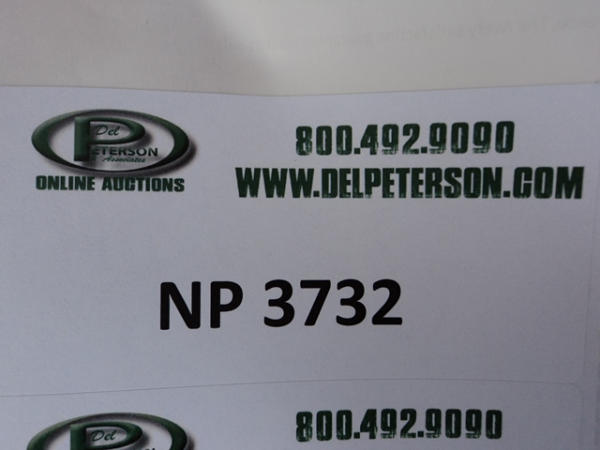 Del
PETERSON
Associates
ONLINE AUCTIONS
800.492.9090
WWW.DELPETERSON.COM
NP 3732
Del
800.492.9090